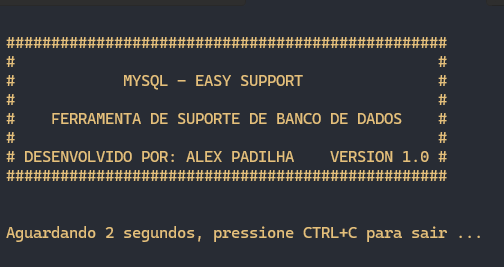 #################################################
#                                               #
#            MYSQL - EASY SUPPORT               #
#                                               #
#    FERRAMENTA DE SUPORTE DE BANCO DE DADOS    #
#                                               #
# DESENVOLVIDO POR: ALEX PADILHA    VERSION 1.0 #
#################################################
Aguardando 2 segundos, pressione CTRL+C para sair ...